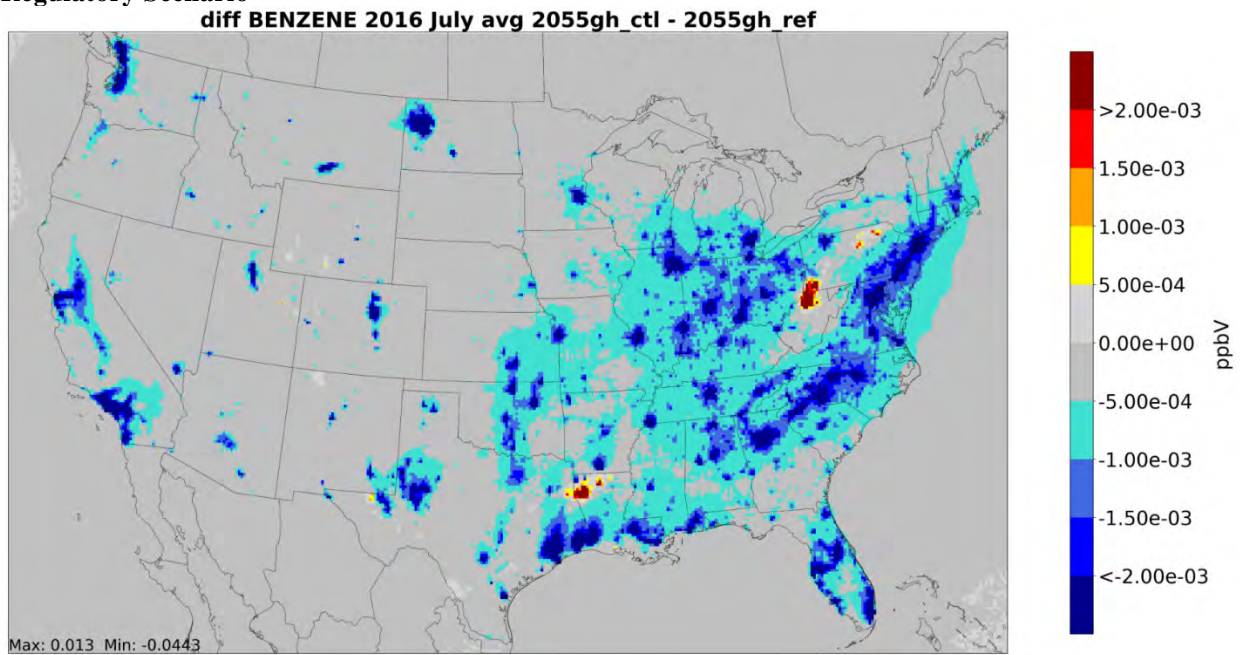 Regulatory Scenario
diff BENZENE 2016 July avg 2055gh_ctl - 2055gh_ref
>2.00e-03
1.50e-03
1.00e-03
5.00e-04
0.00e+00
-5.00e-04
-1.00e-03
-1.50e-03
<-2.00e-03
ppbV
Max: 0.013 Min: -0.0443